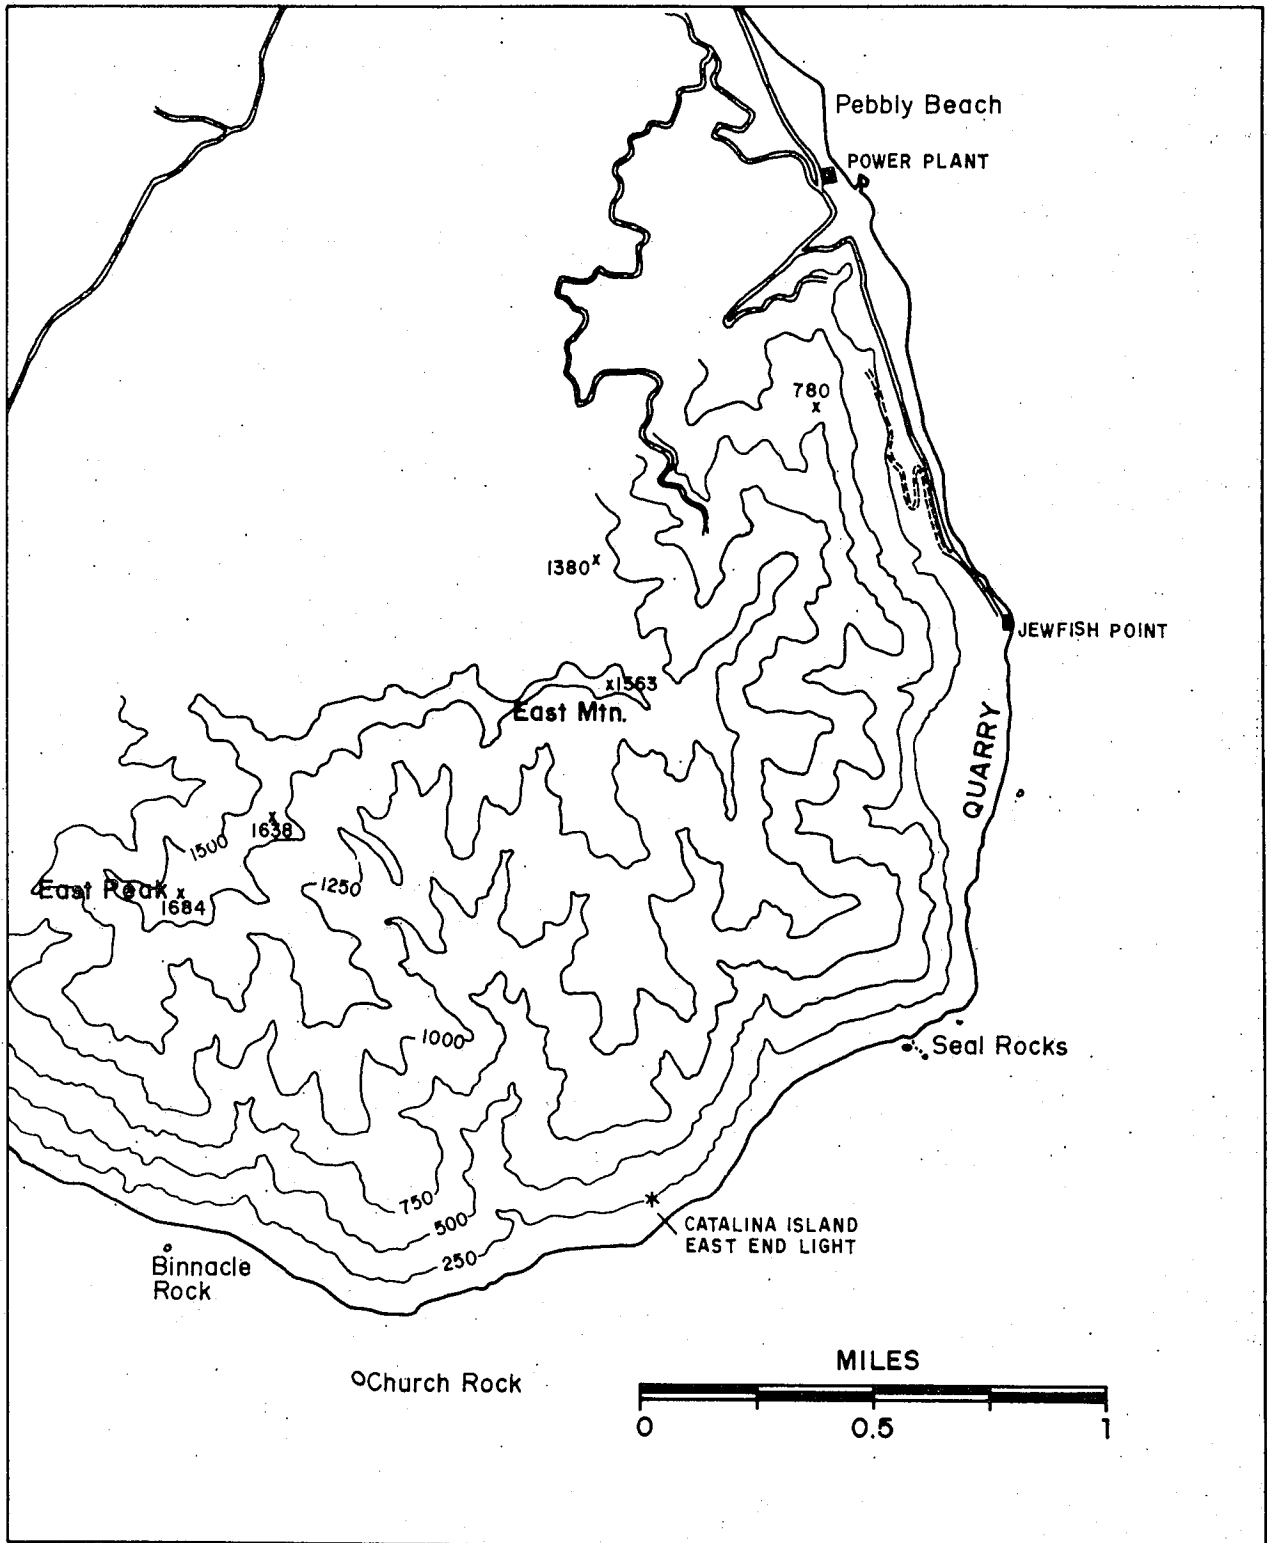 Pebbly Beach
POWER PLANT
780
1380
JEWFISH POINT
1563
East Mtn.
QUARRY
1638
1500
1250
East Peak
1684
1000
Seal Rocks
750
500
250
CATALINA ISLAND
EAST END LIGHT
Binnacle
Rock
MILES
Church Rock
0
0.5
1